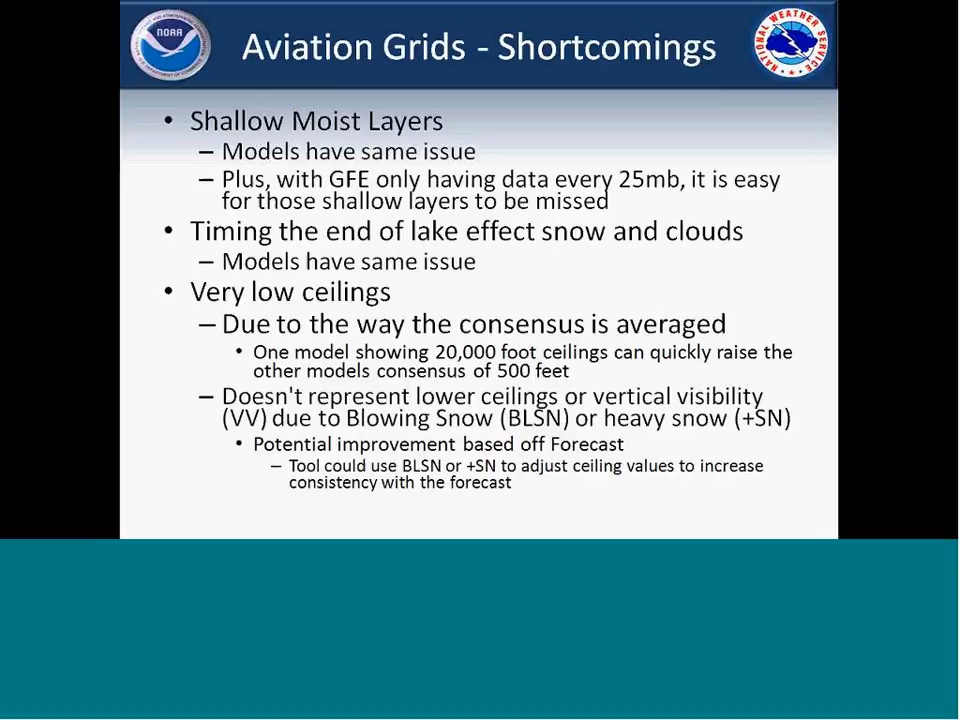 NOAA
Aviation Grids - Shortcomings
NATIONAL WEATHER SERVICE
• Shallow Moist Layers
– Models have same issue
– Plus, with GFE only having data every 25mb, it is easy
for those shallow layers to be missed
• Timing the end of lake effect snow and clouds
– Models have same issue
• Very low ceilings
– Due to the way the consensus is averaged
• One model showing 20,000 foot ceilings can quickly raise the
other models consensus of 500 feet
– Doesn't represent lower ceilings or vertical visibility
(VV) due to Blowing Snow (BLSN) or heavy snow (+SN)
• Potential improvement based off Forecast
– Tool could use BLSN or +SN to adjust ceiling values to increase
consistency with the forecast